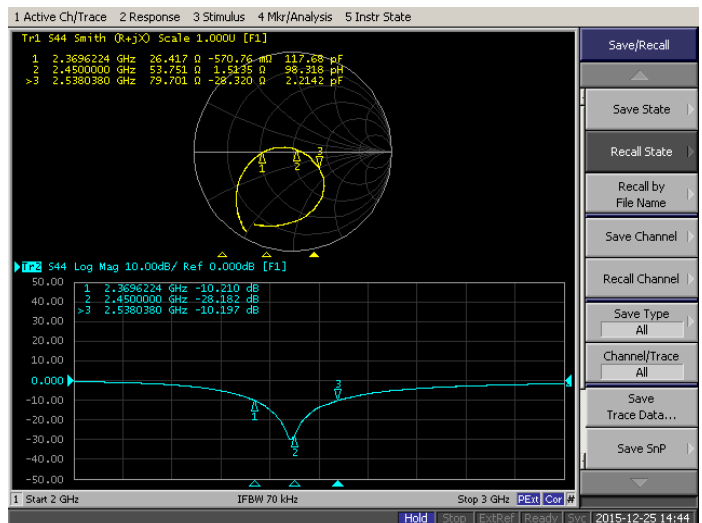 1 Active Ch/Trace 2 Response 3 Stimulus 4 Mkr/Analysis 5 Instr State
Tr1 S44 Smith (R+jX) Scale 1.000U [F1]
1 2.3696224 GHz 26.417 Ω -570.76 mΩ 117.68 pF
2 2.4500000 GHz 53.751 Ω 1.5135 Ω 98.318 pH
>3 2.5380380 GHz 79.701 Ω -28.320 Ω 2.2142 pF
3
1
2
Tr2 S44 Log Mag 10.00dB/ Ref 0.000dB [F1]
50.00
1 2.3696224 GHz -10.210 dB
40.00
2 2.4500000 GHz -28.182 dB
>3 2.5380380 GHz -10.197 dB
30.00
20.00
10.00
0.000
3
-10.00
1
-20.00
-30.00
2
-40.00
-50.00
1 Start 2 GHz IFBW 70 kHz Stop 3 GHz PExt Cor #
Save/Recall
Save State
Recall State
Recall by
File Name
Save Channel
Recall Channel
Save Type
All
Channel/Trace
All
Save
Trace Data...
Save SnP
Hold Stop ExtRef Ready Svc 2015-12-25 14:44